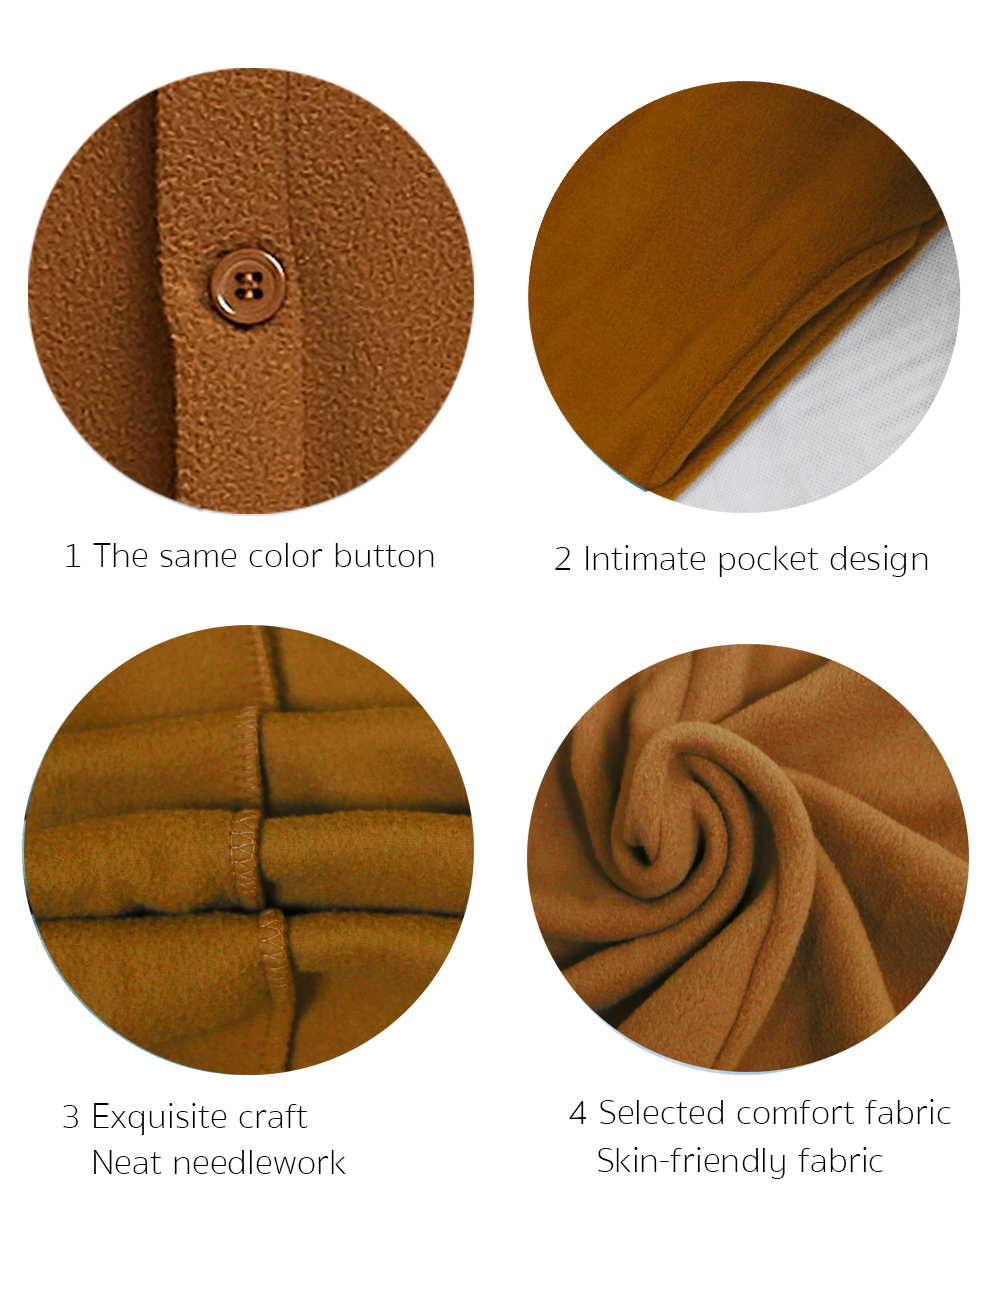 1 The same color button
2 Intimate pocket design
3 Exquisite craft
Neat needlework
4 Selected comfort fabric
Skin-friendly fabric